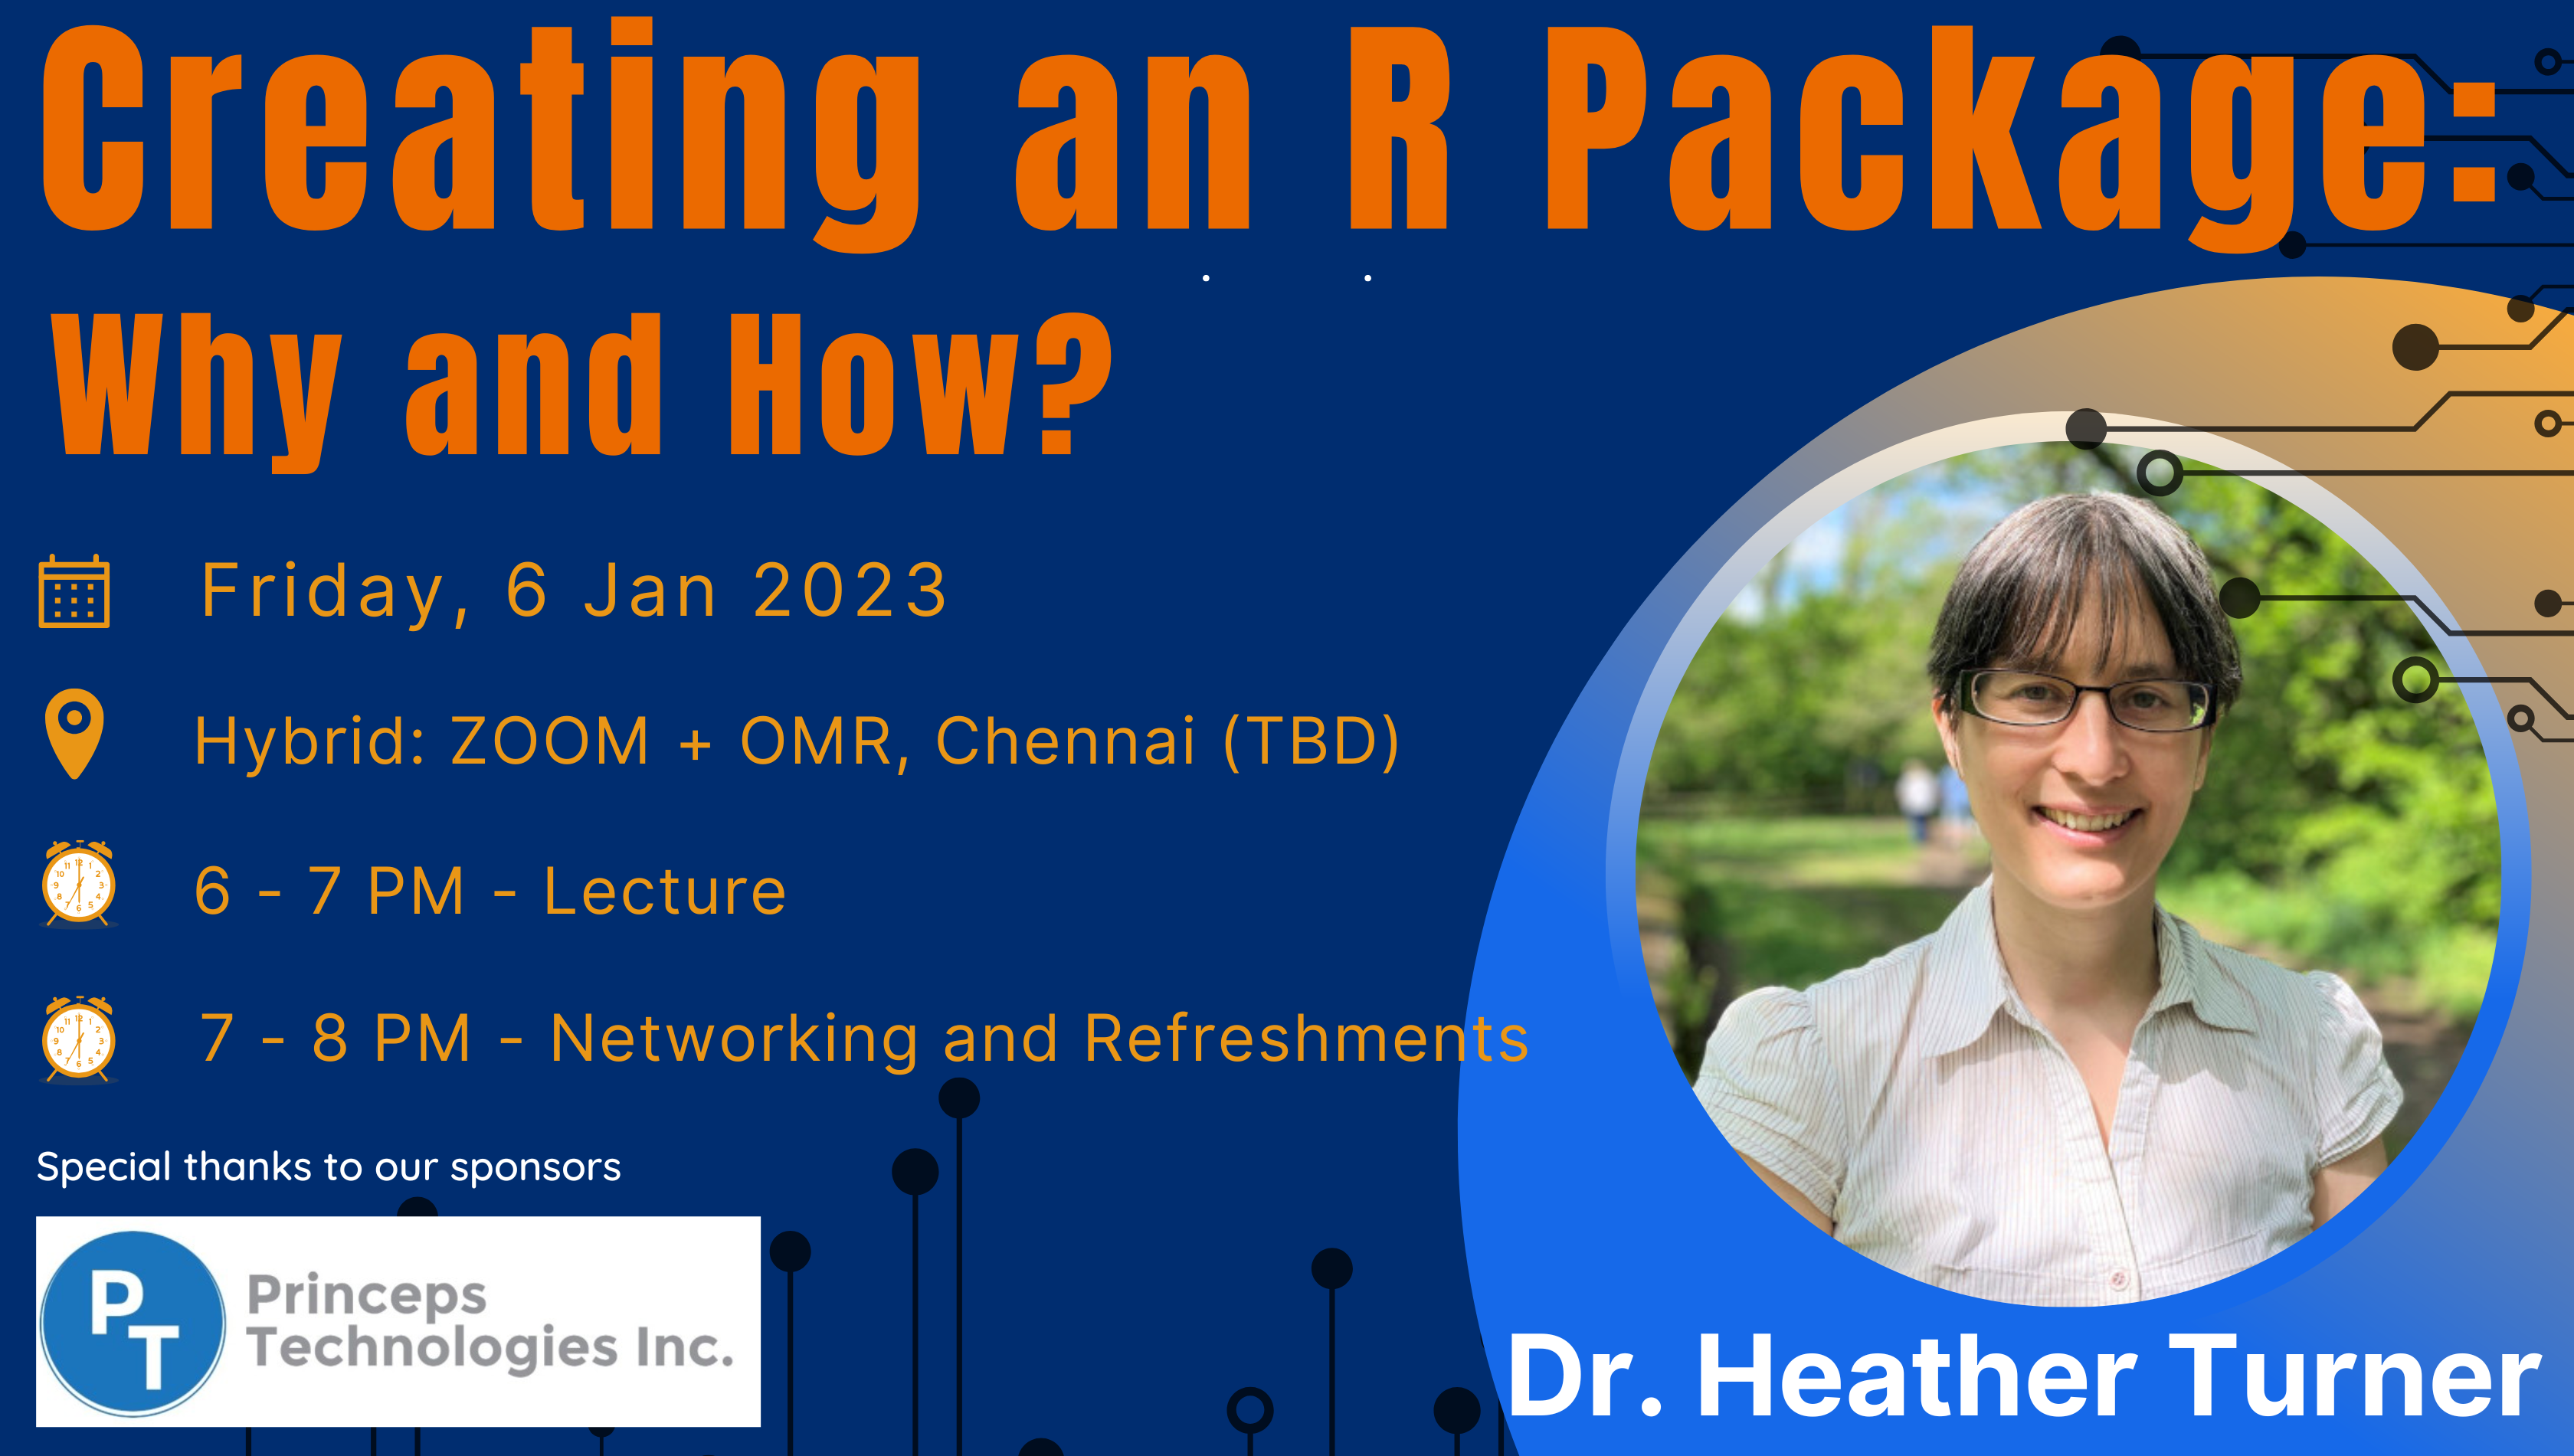 Creating an R Package:
Why and How?
Friday, 6 Jan 2023
Hybrid: ZOOM + OMR, Chennai (TBD)
6 - 7 PM - Lecture
7 - 8 PM - Networking and Refreshments
Special thanks to our sponsors
PT
Princeps
Technologies Inc.
Dr. Heather Turner